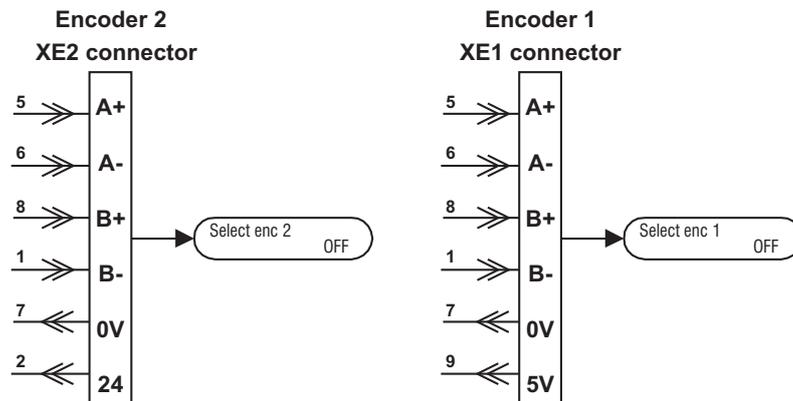 Encoder 2
XE2 connector
5 A+
6 A-
8 B+
1 B-
7 0V
2 24
Select enc 2
OFF
Encoder 1
XE1 connector
5 A+
6 A-
8 B+
1 B-
7 0V
9 5V
Select enc 1
OFF